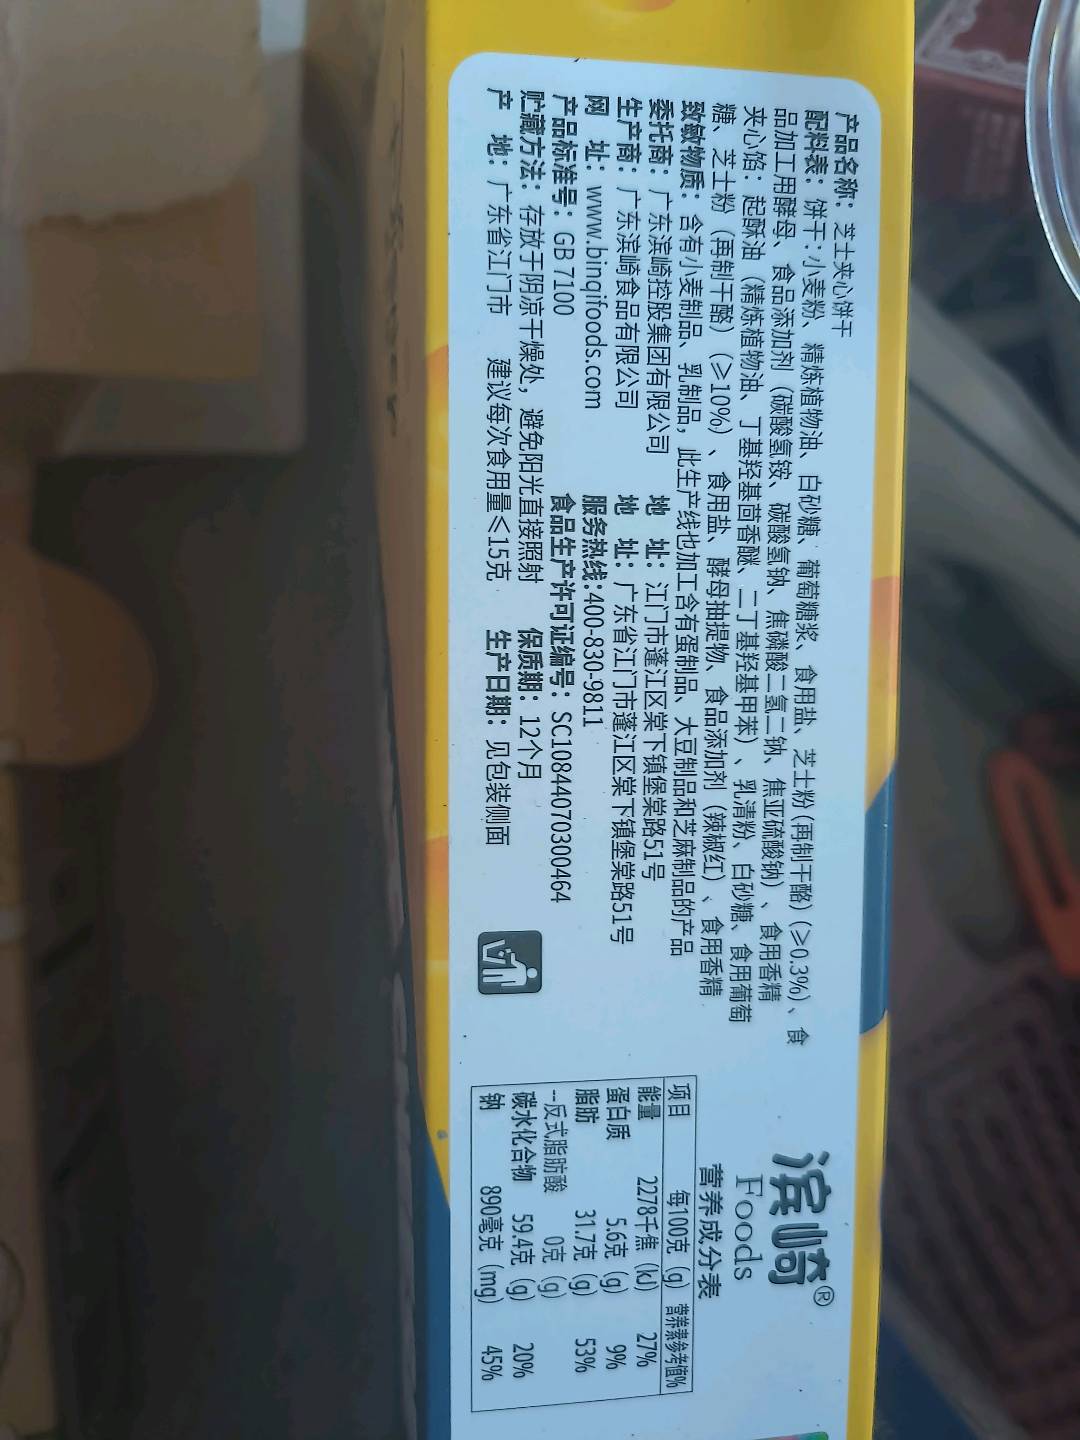 产品名称：芝士夹心饼干
配料表：饼干：小麦粉、精炼植物油、白砂糖、葡萄糖浆、食用盐、芝士粉（再制干酪）（≥0.3%）、食
品加工用酵母、食品添加剂（碳酸氢铵、碳酸氢钠、焦磷酸二氢二钠、焦亚硫酸钠）、食用香精
夹心馅：起酥油（精炼植物油、丁基羟基茴香醚、二丁基羟基甲苯）、乳清粉、白砂糖、食用葡萄
糖、芝士粉（再制干酪）（≥10%）、食用盐、酵母抽提物、食品添加剂（辣椒红）、食用香精
致敏物质：含有小麦制品、乳制品，此生产线也加工含有蛋制品、大豆制品和芝麻制品的产品
委托商：广东滨崎控股集团有限公司 地 址：江门市蓬江区棠下镇堡棠路51号
生产商：广东滨崎食品有限公司 地 址：广东省江门市蓬江区棠下镇堡棠路51号
网 址：www.binqifoods.com 服务热线：400-830-9811
产品标准号：GB 7100 食品生产许可证编号：SC10844070300464
贮藏方法：存放于阴凉干燥处，避免阳光直接照射 保质期：12个月
产 地：广东省江门市 建议每次食用量≤15克 生产日期：见包装侧面
滨崎®
Foods
营养成分表
项目 每100克（g） 营养素参考值%
能量 2278千焦（kJ） 27%
蛋白质 5.6克（g） 9%
脂肪 31.7克（g） 53%
--反式脂肪酸 0克（g）
碳水化合物 59.4克（g） 20%
钠 890毫克（mg） 45%